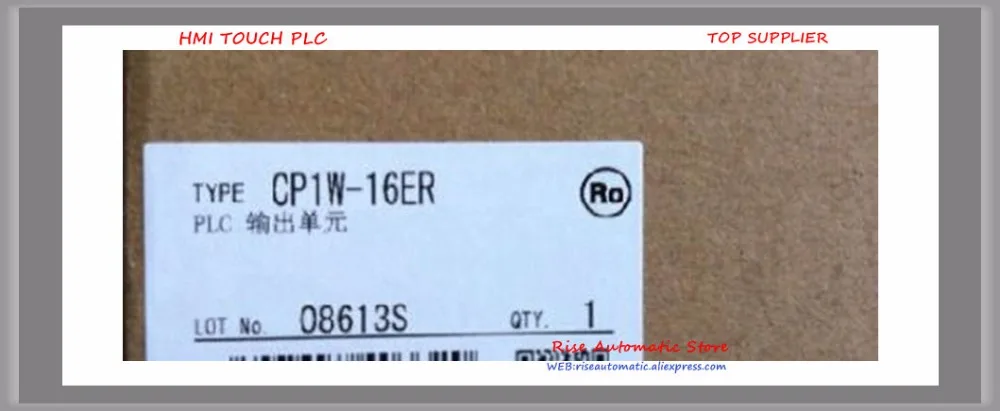 HMI TOUCH PLC
TOP SUPPLIER
TYPE CP1W-16ER
Ro
PLC 输出单元
LOT No. 08613S QTY. 1
Rise Automatic Store
WEB:riseautomatic.aliexpress.com